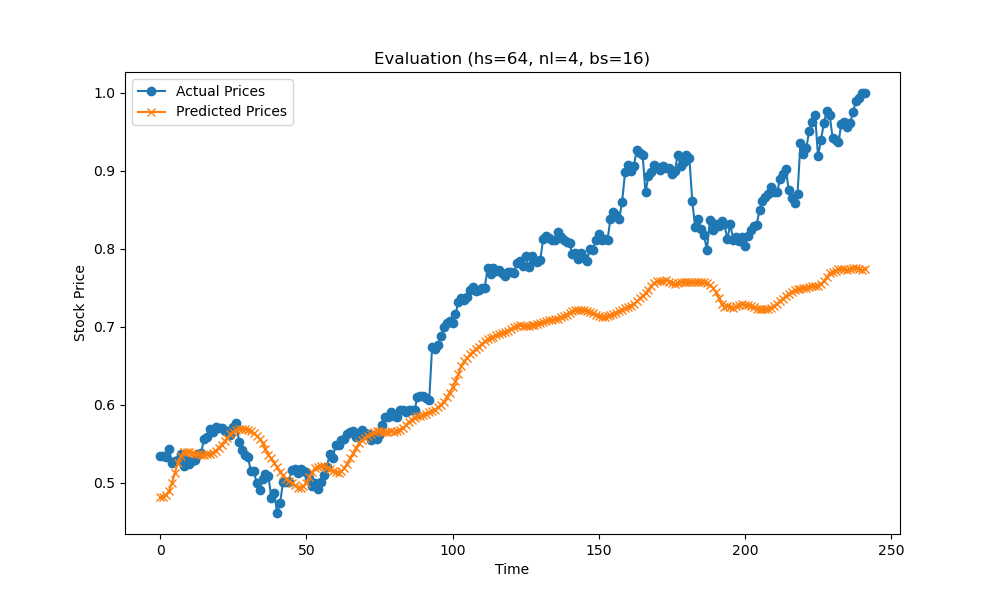 Evaluation (hs=64, nl=4, bs=16)
Actual Prices
Predicted Prices
1.0
0.9
0.8
0.7
0.6
0.5
Stock Price
0
50
100
150
200
250
Time